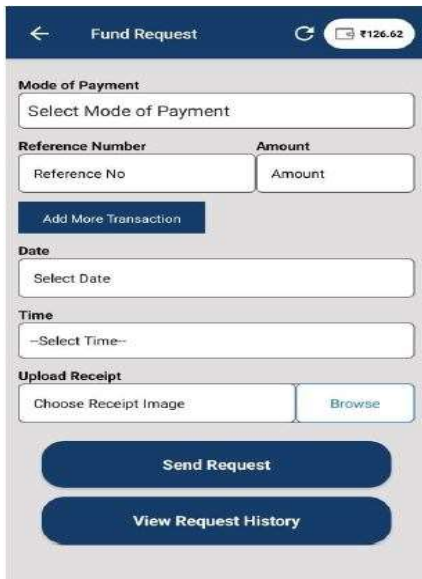 Fund Request ₹126.62
Mode of Payment
Select Mode of Payment
Reference Number Amount
Reference No Amount
Add More Transaction
Date
Select Date
Time
--Select Time--
Upload Receipt
Choose Receipt Image Browse
Send Request
View Request History